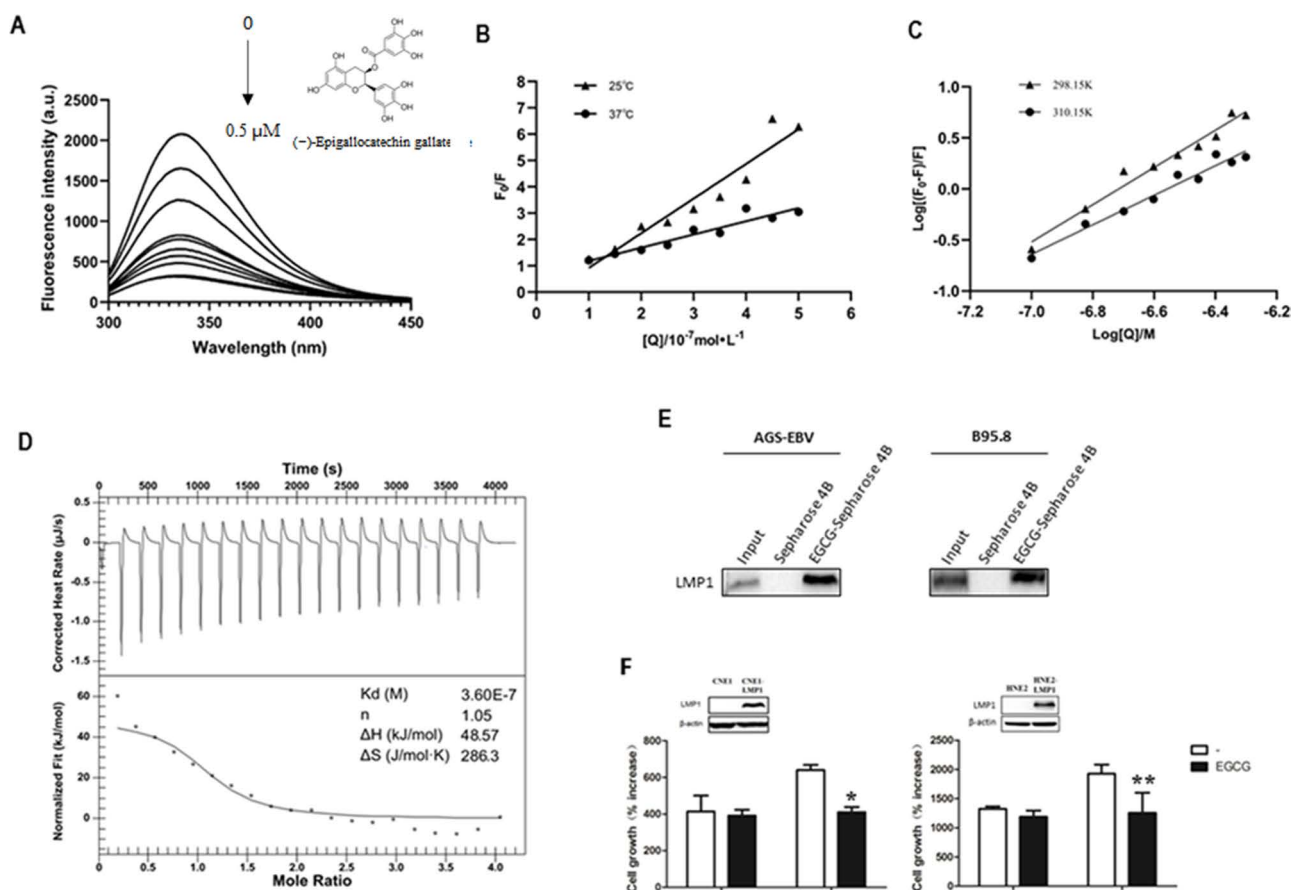 A
0
0.5 μM
OH
HO
O
(−)-Epigallocatechin gallate
Fluorescence intensity (a.u.)
2500
2000
1500
1000
500
0
300
350
400
450
Wavelength (nm)
B
25°C
37°C
F₀/F
8
7
6
5
4
3
2
1
0
0
1
2
3
4
5
6
[Q]/10⁻⁷mol•L⁻¹
C
298.15K
310.15K
Log[(F₀-F)/F]
1.0
0.5
0.0
-0.5
-1.0
-7.2
-7.0
-6.8
-6.6
-6.4
-6.2
Log[Q]/M
D
Time (s)
0
500
1000
1500
2000
2500
3000
3500
4000
Corrected Heat Rate (μJ/s)
0.5
0
-0.5
-1.0
-1.5
Kd (M) 3.60E-7
n 1.05
ΔH (kJ/mol) 48.57
ΔS (J/mol·K) 286.3
Normalized Fit (kJ/mol)
60
40
20
0
0
0.5
1.0
1.5
2.0
2.5
3.0
3.5
4.0
Mole Ratio
E
AGS-EBV
B95.8
Input
Sepharose 4B
EGCG-Sepharose 4B
Input
Sepharose 4B
EGCG-Sepharose 4B
LMP1
F
CNE1
CNE1-
LMP1
LMP1
β-actin
Cell growth (% increase)
800
600
400
200
0
*
HNE2
HNE2-
LMP1
LMP1
β-actin
Cell growth (% increase)
2500
2000
1500
1000
500
0
**
-
EGCG